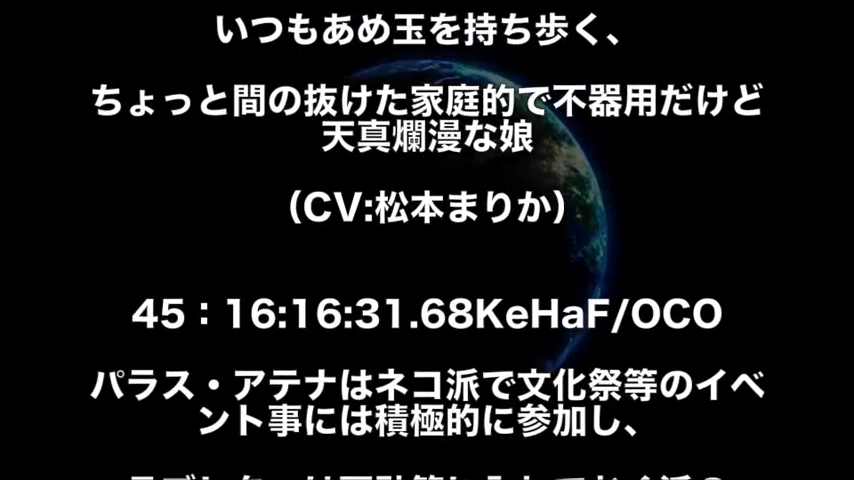 いつもあめ玉を持ち歩く、
ちょっと間の抜けた家庭的で不器用だけど
天真爛漫な娘
（CV:松本まりか）
45：16:16:31.68KeHaF/OCO
パラス・アテナはネコ派で文化祭等のイベ
ント事には積極的に参加し、